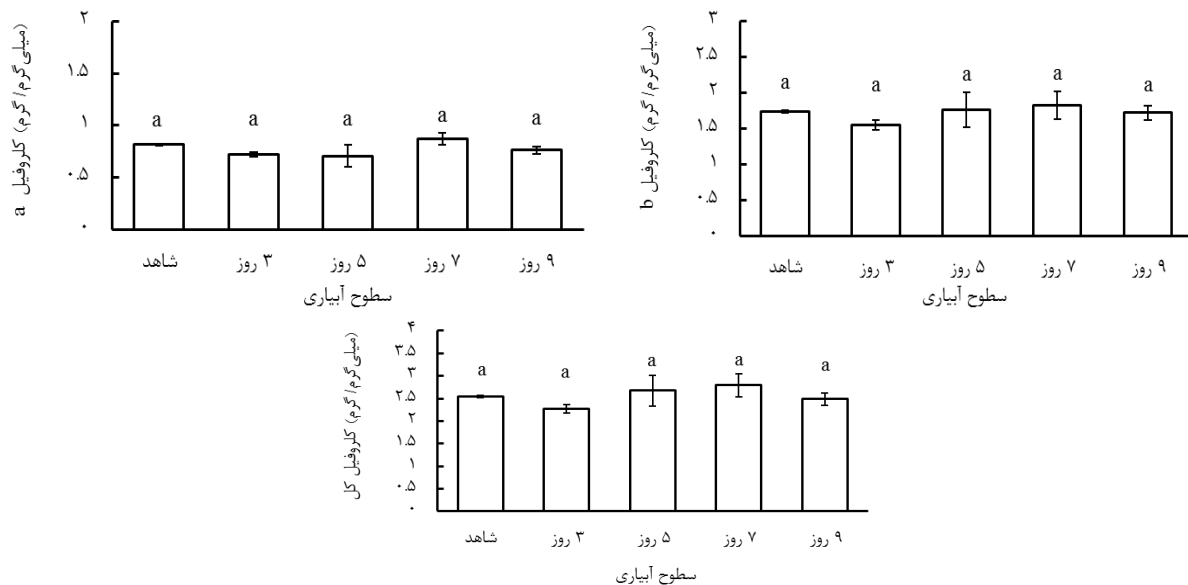 کلروفیل a (میلی‌گرم/گرم)
۲
۱.۵
۱
۰.۵
۰
a a a a a
شاهد ۳ روز ۵ روز ۷ روز ۹ روز
سطوح آبیاری
کلروفیل b (میلی‌گرم/گرم)
۳
۲.۵
۲
۱.۵
۱
۰.۵
۰
a a a a a
شاهد ۳ روز ۵ روز ۷ روز ۹ روز
سطوح آبیاری
کلروفیل کل (میلی‌گرم/گرم)
۴
۳.۵
۳
۲.۵
۲
۱.۵
۱
۰.۵
۰
a a a a a
شاهد ۳ روز ۵ روز ۷ روز ۹ روز
سطوح آبیاری